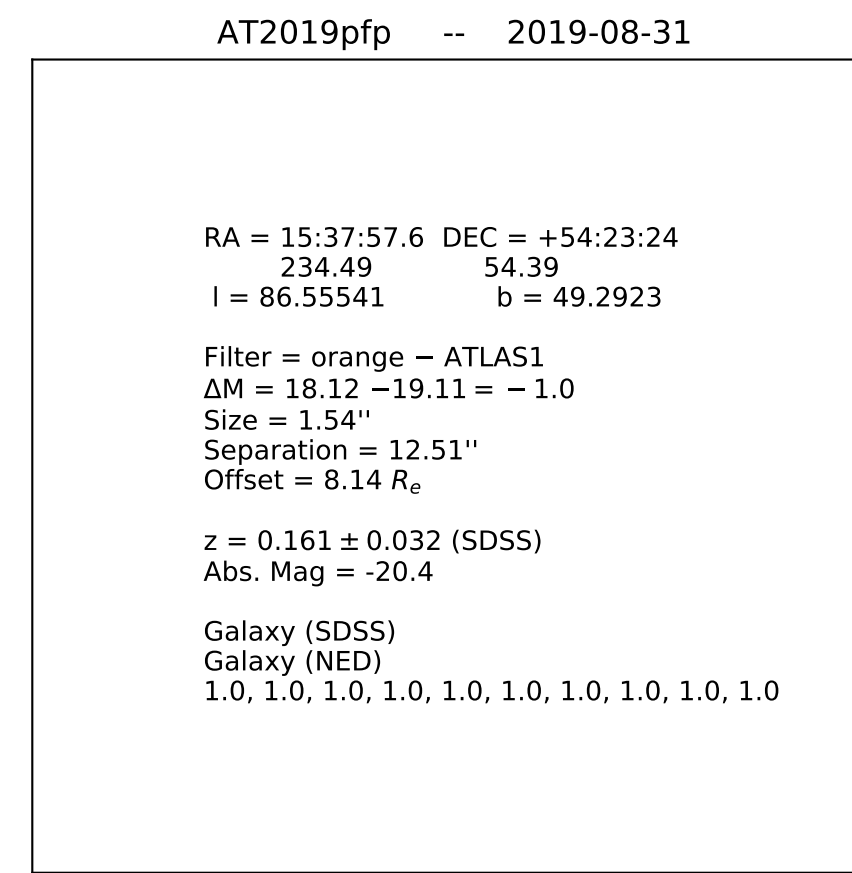 AT2019pfp -- 2019-08-31
RA = 15:37:57.6 DEC = +54:23:24
234.49 54.39
l = 86.55541 b = 49.2923
Filter = orange − ATLAS1
ΔM = 18.12 −19.11 = − 1.0
Size = 1.54''
Separation = 12.51''
Offset = 8.14 Rₑ
z = 0.161 ± 0.032 (SDSS)
Abs. Mag = -20.4
Galaxy (SDSS)
Galaxy (NED)
1.0, 1.0, 1.0, 1.0, 1.0, 1.0, 1.0, 1.0, 1.0, 1.0